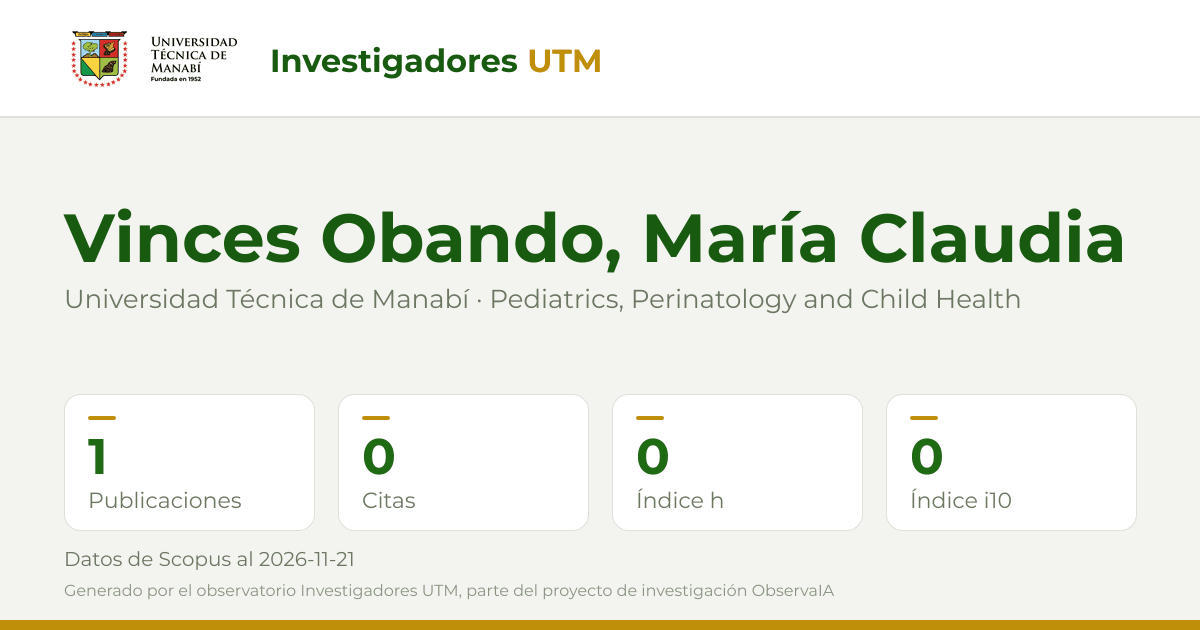 UNIVERSIDAD
TÉCNICA DE
MANABÍ
Fundada en 1952
Investigadores UTM
Vinces Obando, María Claudia
Universidad Técnica de Manabí · Pediatrics, Perinatology and Child Health
1
Publicaciones
0
Citas
0
Índice h
0
Índice i10
Datos de Scopus al 2026-11-21
Generado por el observatorio Investigadores UTM, parte del proyecto de investigación ObservaIA